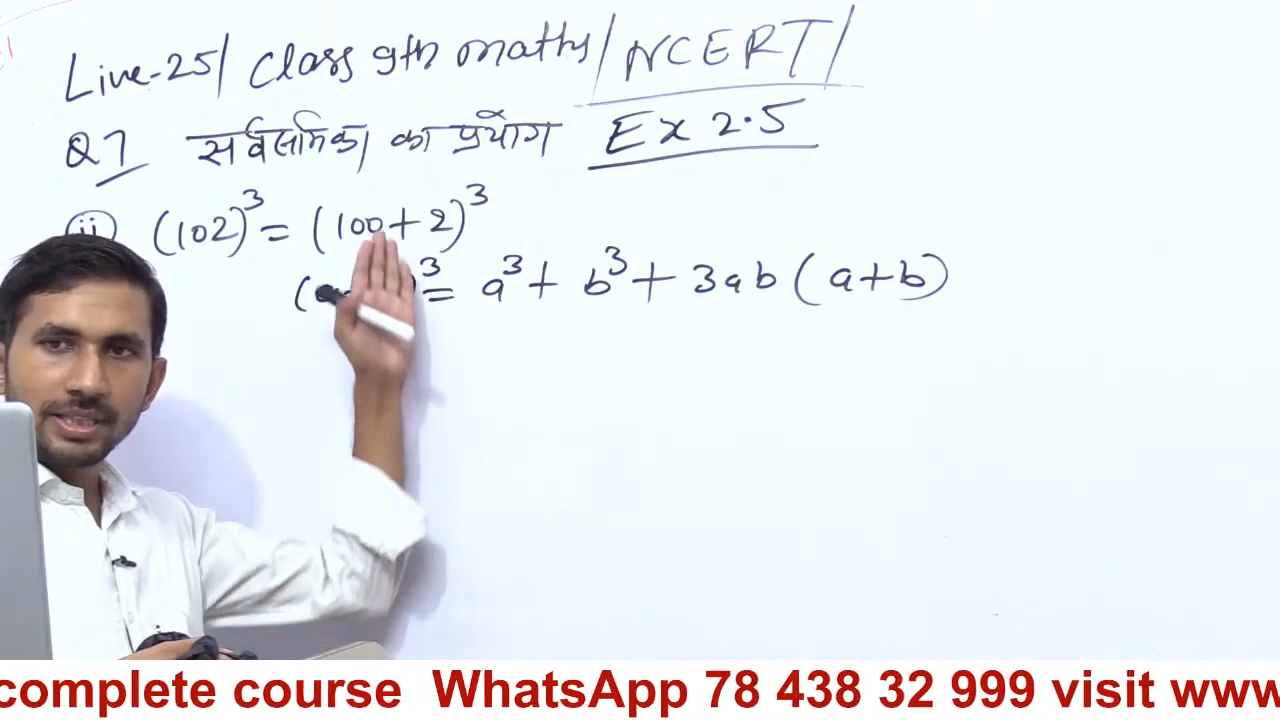 Live-25/ Class 9th maths/NCERT/
Q7 सर्वसमिका का प्रयोग Ex 2.5
ii (102)³ = (100+2)³
( )³ = a³ + b³ + 3ab (a+b)
complete course WhatsApp 78 438 32 999 visit www